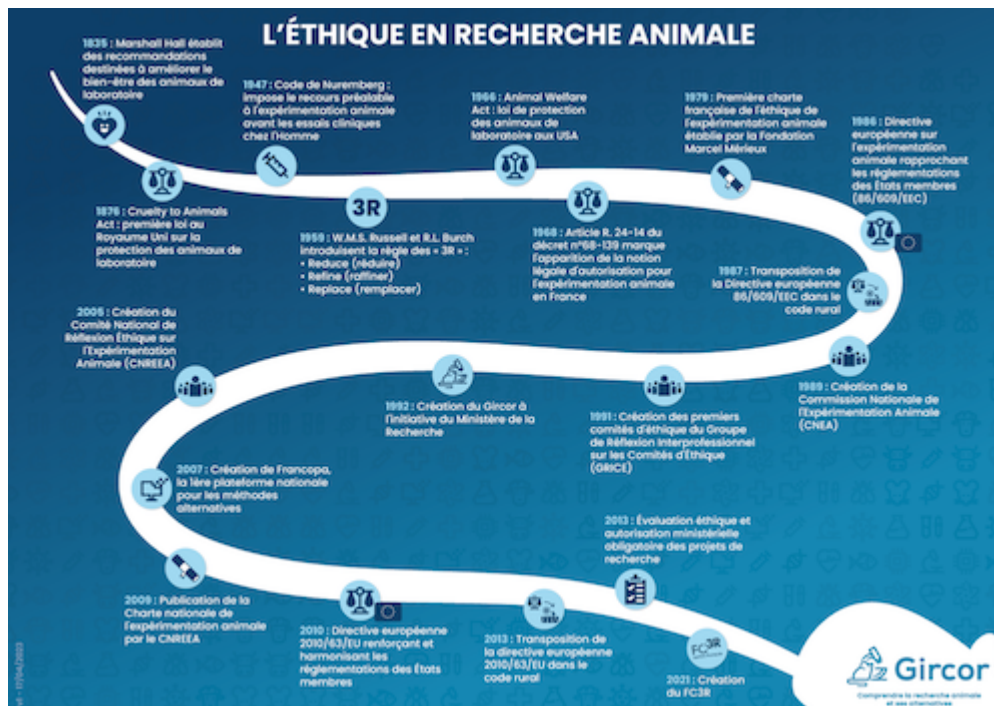 L'ÉTHIQUE EN RECHERCHE ANIMALE
1835 : Marshall Hall établit
des recommandations
destinées à améliorer le
bien-être des animaux de
laboratoire
1876 : Cruelty to Animals
Act : première loi au
Royaume Uni sur la
protection des animaux de
laboratoire
1947 : Code de Nuremberg :
impose le recours préalable
à l'expérimentation animale
avant les essais cliniques
chez l'Homme
3R
1959 : W.M.S. Russell et R.L. Burch
introduisent la règle des « 3R » :
• Reduce (réduire)
• Refine (raffiner)
• Replace (remplacer)
1966 : Animal Welfare
Act : loi de protection
des animaux de
laboratoire aux USA
1968 : Article R. 24-14 du
décret n°68-139 marque
l'apparition de la notion
légale d'autorisation pour
l'expérimentation animale
en France
1979 : Première charte
française de l'éthique de
l'expérimentation animale
établie par la Fondation
Marcel Mérieux
1986 : Directive
européenne sur
l'expérimentation
animale rapprochant
les réglementations
des États membres
(86/609/EEC)
1987 : Transposition de
la Directive européenne
86/609/EEC dans le
code rural
1989 : Création de la
Commission Nationale de
l'Expérimentation Animale
(CNEA)
1991 : Création des premiers
comités d'éthique du Groupe
de Réflexion Interprofessionnel
sur les Comités d'Éthique
(GRICE)
1992 : Création du Gircor à
l'initiative du Ministère de la
Recherche
2005 : Création du
Comité National de
Réflexion Éthique sur
l'Expérimentation
Animale (CNREEA)
2007 : Création de Francopa,
la 1ère plateforme nationale
pour les méthodes
alternatives
2009 : Publication de la
Charte nationale de
l'expérimentation animale
par le CNREEA
2010 : Directive européenne
2010/63/EU renforçant et
harmonisant les
réglementations des États
membres
2013 : Transposition de
la directive européenne
2010/63/EU dans le
code rural
2013 : Évaluation éthique et
autorisation ministérielle
obligatoire des projets de
recherche
FC3R
2021 : Création
du FC3R
Gircor
Comprendre la recherche animale
et ses alternatives
17/04/2023